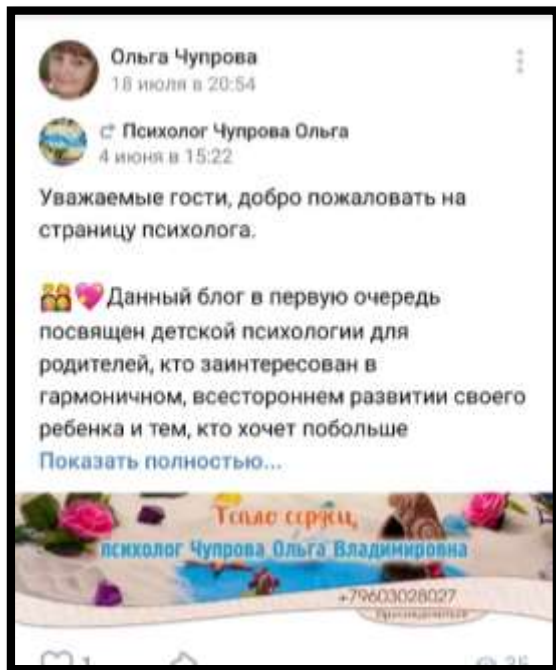 Ольга Чупрова
18 июля в 20:54
Психолог Чупрова Ольга
4 июня в 15:22
Уважаемые гости, добро пожаловать на
страницу психолога.
Данный блог в первую очередь
посвящен детской психологии для
родителей, кто заинтересован в
гармоничном, всестороннем развитии своего
ребенка и тем, кто хочет побольше
Показать полностью...
Тепло сердец,
психолог Чупрова Ольга Владимировна
+79603028027
1